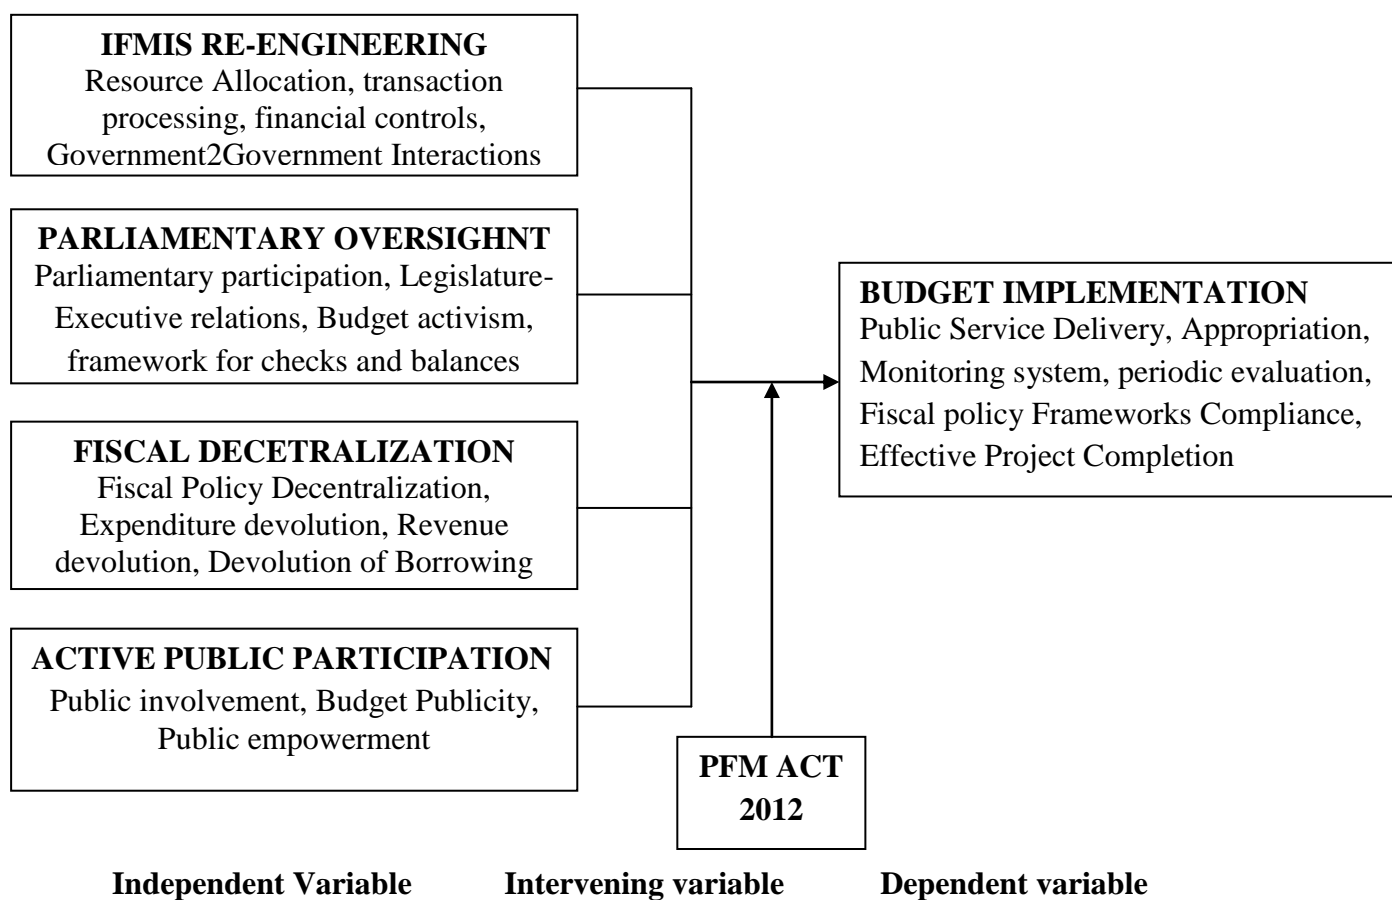 IFMIS RE-ENGINEERING
Resource Allocation, transaction
processing, financial controls,
Government2Government Interactions
PARLIAMENTARY OVERSIGHNT
Parliamentary participation, Legislature-
Executive relations, Budget activism,
framework for checks and balances
FISCAL DECETRALIZATION
Fiscal Policy Decentralization,
Expenditure devolution, Revenue
devolution, Devolution of Borrowing
ACTIVE PUBLIC PARTICIPATION
Public involvement, Budget Publicity,
Public empowerment
BUDGET IMPLEMENTATION
Public Service Delivery, Appropriation,
Monitoring system, periodic evaluation,
Fiscal policy Frameworks Compliance,
Effective Project Completion
PFM ACT
2012
Independent Variable Intervening variable Dependent variable